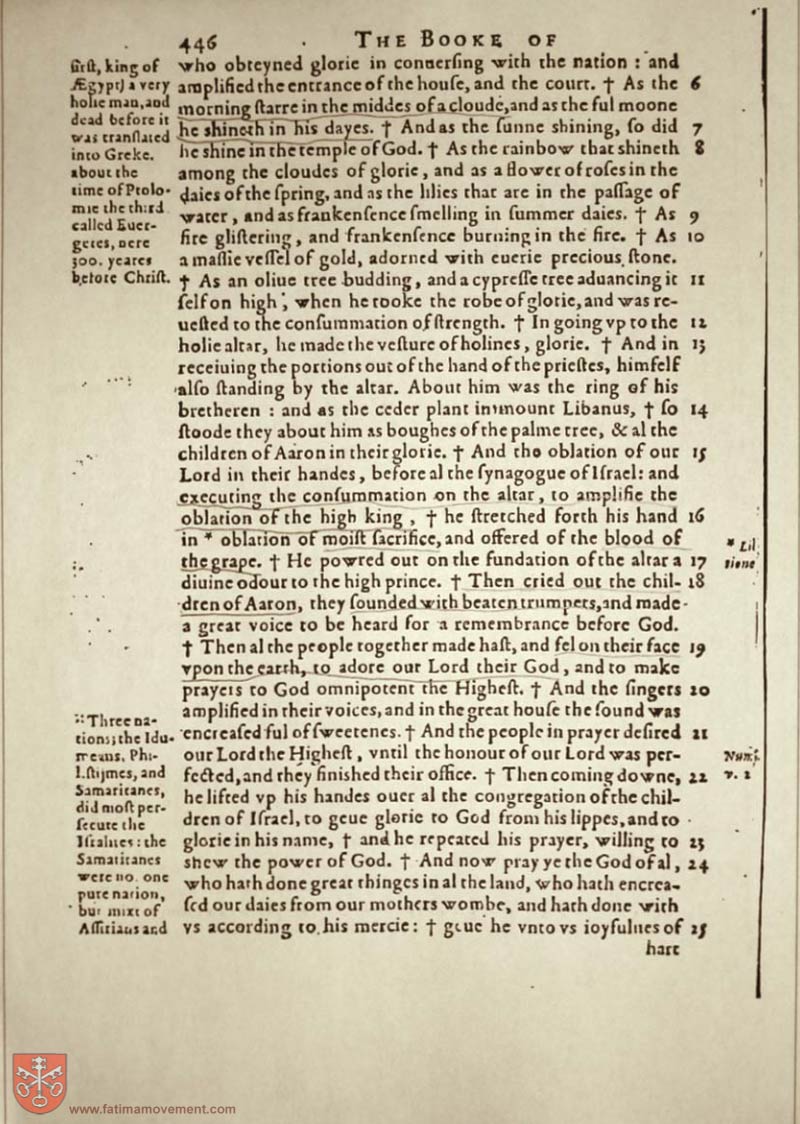 446 THE BOOKE OF
ſirſt, king of
Ægypt) a very
holie man, and
dead before it
was tranſlated
into Greke.
about the
time of Ptolo-
mie the third
called Euer-
getes, nere
300. yeares
before Chriſt.
who obteyned glorie in conuerſing with the nation : and
amplified the entrance of the houſe, and the court. † As the 6
morning ſtarre in the middes of a cloude, and as the ful moone
he shineth in his dayes. † And as the ſunne shining, ſo did 7
he shine in the temple of God. † As the rainbow that shineth 8
among the cloudes of glorie, and as a flower of roſes in the
daies of the ſpring, and as the lilies that are in the paſſage of
water, and as frankenſence ſmelling in ſummer daies. † As 9
fire gliſtering, and frankenſence burning in the fire. † As 10
a maſſie veſſel of gold, adorned with euerie precious ſtone.
† As an oliue tree budding, and a cypreſſe tree aduancing it 11
ſelf on high, when he tooke the robe of glorie, and was re-
ueſted to the conſummation of ſtrength. † In going vp to the 12
holie altar, he made the veſture of holines, glorie. † And in 13
receiuing the portions out of the hand of the prieſtes, himſelf
alſo ſtanding by the altar. About him was the ring of his
bretheren : and as the ceder plant in mount Libanus, † ſo 14
ſtoode they about him as boughes of the palme tree, & al the
children of Aaron in their glorie. † And the oblation of our 15
Lord in their handes, before al the ſynagogue of Iſrael: and
executing the conſummation on the altar, to amplifie the
oblation of the high king, † he ſtretched forth his hand 16
in * oblation of moiſt ſacrifice, and offered of the blood of
the grape. † He powred out on the fundation of the altar a 17
diuine odour to the high prince. † Then cried out the chil- 18
dren of Aaron, they ſounded with beaten trumpets, and made
a great voice to be heard for a remembrance before God.
† Then al the people together made haſt, and fel on their face 19
vpon the earth, to adore our Lord their God, and to make
prayers to God omnipotent the Higheſt. † And the ſingers 20
amplified in their voices, and in the great houſe the ſound was
encreaſed ful of ſweetenes. † And the people in prayer deſired 21
our Lord the Higheſt, vntil the honour of our Lord was per-
fected, and they finished their office. † Then coming downe, 22
he lifted vp his handes ouer al the congregation of the chil-
dren of Iſrael, to geue glorie to God from his lippes, and to
glorie in his name, † and he repeated his prayer, willing to 23
shew the power of God. † And now pray ye the God of al, 24
who hath done great thinges in al the land, who hath encrea-
ſed our daies from our mothers wombe, and hath done with
vs according to his mercie: † geue he vnto vs ioyfulnes of 25
hart
* Li-
Num.
v. 2
Three na-
tions; the Idu-
means, Phi-
liſtijmes, and
Samaritanes,
did moſt per-
ſecute the
Iſraelites: the
Samaritanes
were no one
pure nation,
but mixt of
Aſſirians and
www.fatimamovement.com